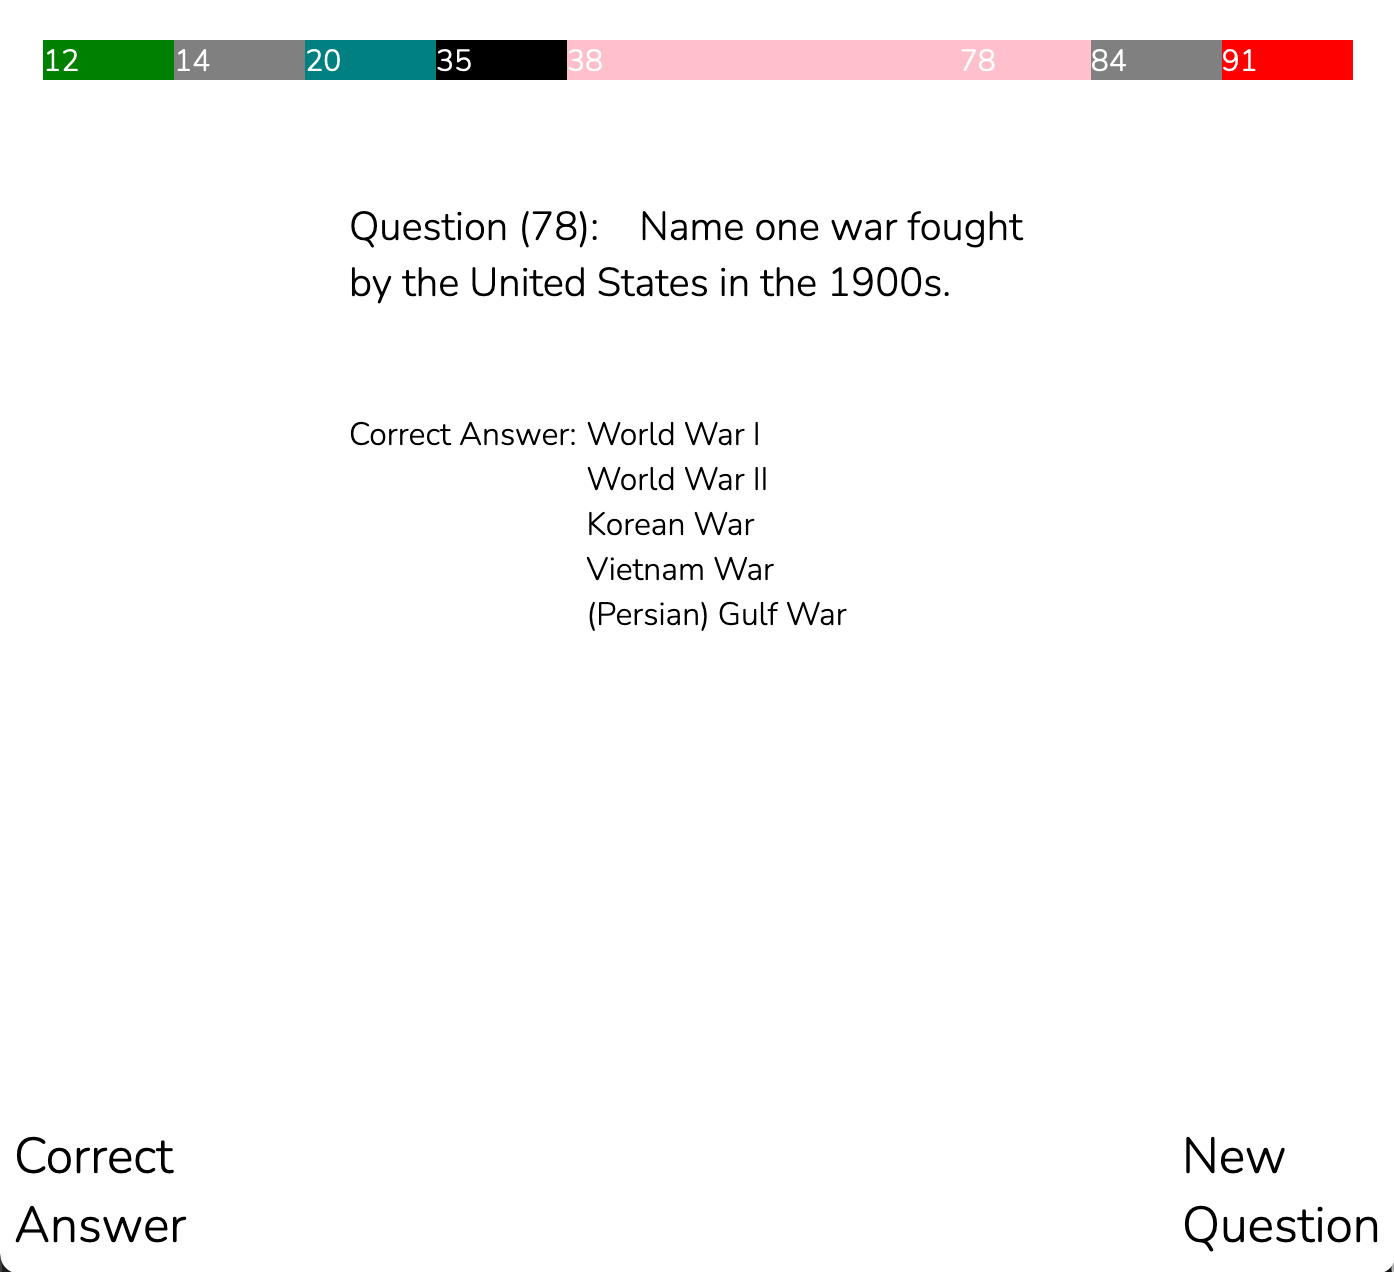 12 14 20 35 38 78 84 91
Question (78): Name one war fought
by the United States in the 1900s.
Correct Answer: World War I
World War II
Korean War
Vietnam War
(Persian) Gulf War
Correct
Answer
New
Question